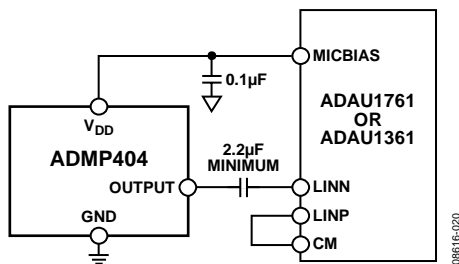 MICBIAS
0.1µF
ADAU1761
OR
ADAU1361
VDD
ADMP404
2.2µF
MINIMUM
OUTPUT
LINN
GND
LINP
CM
08616-020